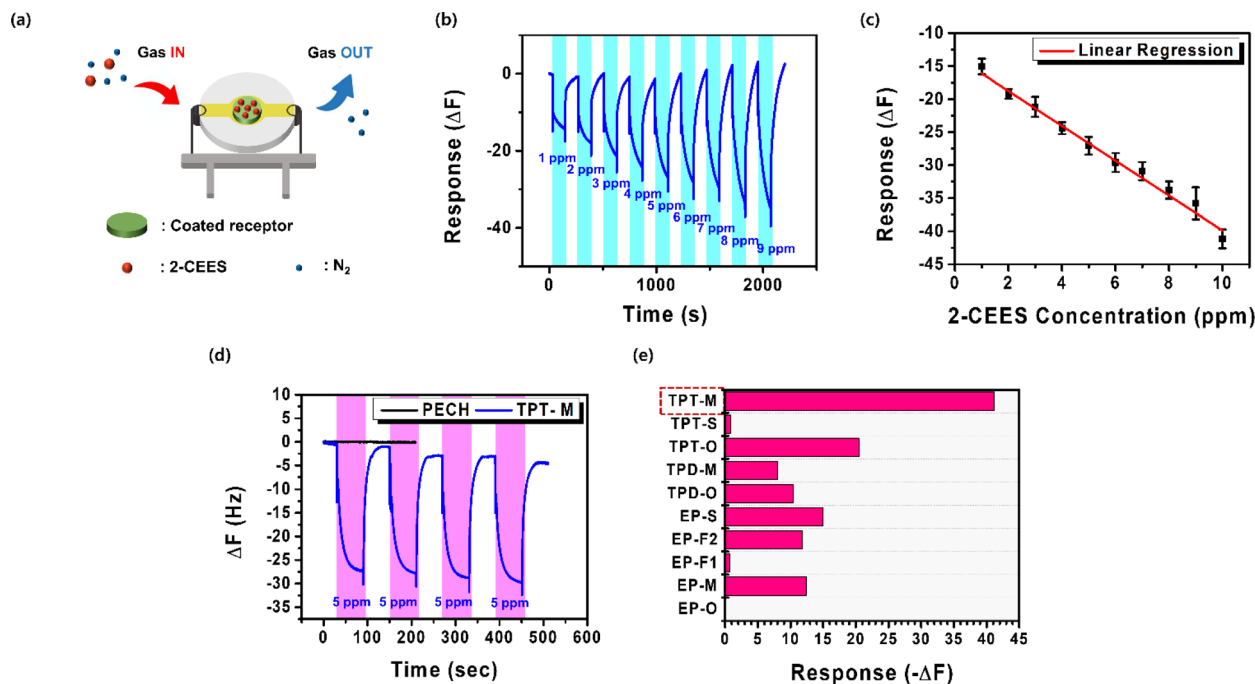 (a)
Gas IN
Gas OUT
: Coated receptor
: 2-CEES
: N2
(b)
Response (ΔF)
0
-20
-40
1 ppm
2 ppm
3 ppm
4 ppm
5 ppm
6 ppm
7 ppm
8 ppm
9 ppm
0
1000
2000
Time (s)
(c)
Linear Regression
Response (ΔF)
-5
-10
-15
-20
-25
-30
-35
-40
-45
0
2
4
6
8
10
2-CEES Concentration (ppm)
(d)
PECH
TPT- M
ΔF (Hz)
10
5
0
-5
-10
-15
-20
-25
-30
-35
5 ppm
5 ppm
5 ppm
5 ppm
0
100
200
300
400
500
600
Time (sec)
(e)
TPT-M
TPT-S
TPT-O
TPD-M
TPD-O
EP-S
EP-F2
EP-F1
EP-M
EP-O
0
5
10
15
20
25
30
35
40
45
Response (-ΔF)